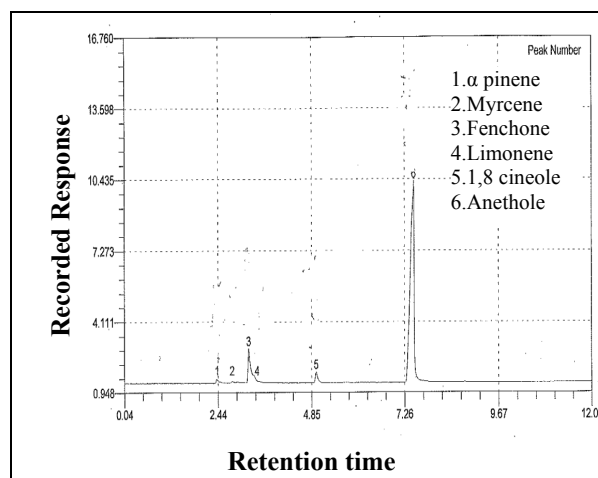 16.760
Peak Number
1.α pinene
2.Myrcene
3.Fenchone
4.Limonene
5.1,8 cineole
6.Anethole
13.598
10.435
7.273
4.111
0.948
Recorded Response
1
2
3
4
5
6
0.04 2.44 4.85 7.26 9.67 12.0
Retention time